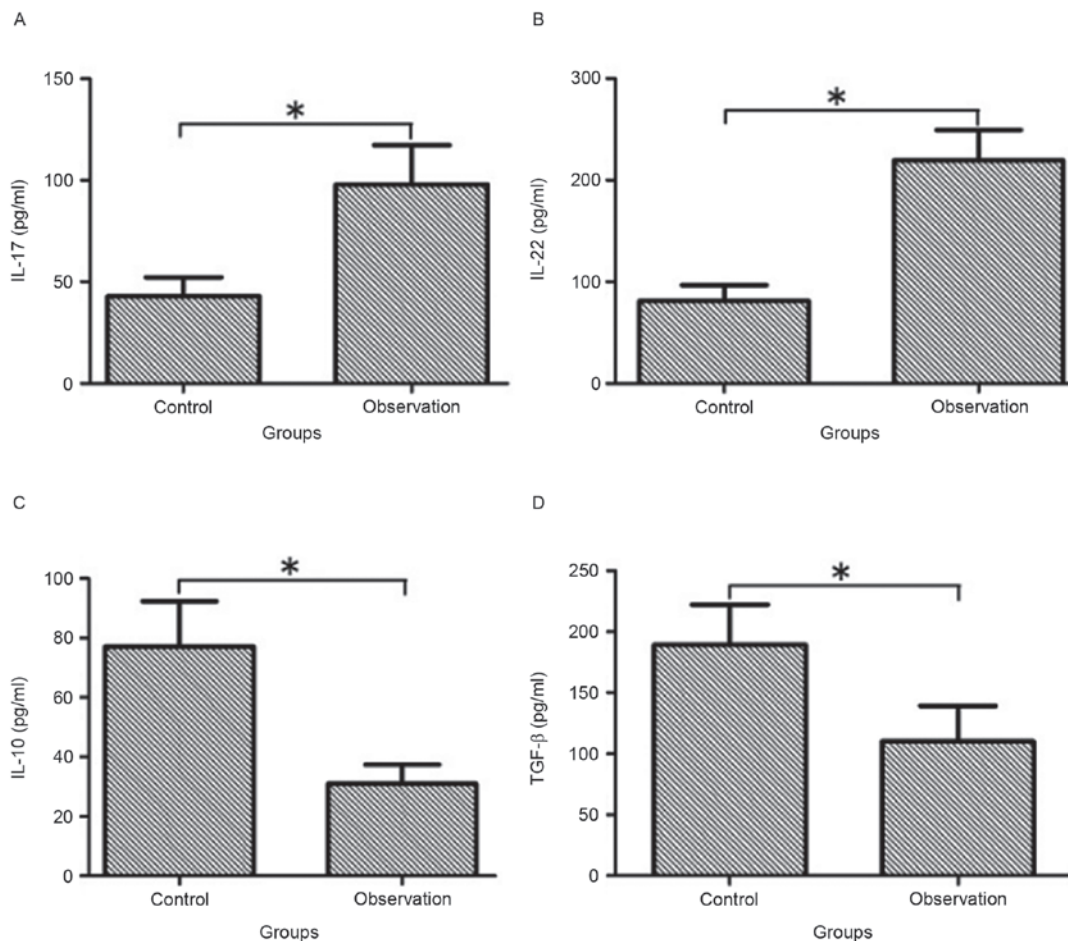 A
150
100
50
0
IL-17 (pg/ml)
*
Control Observation
Groups
B
300
200
100
0
IL-22 (pg/ml)
*
Control Observation
Groups
C
100
80
60
40
20
0
IL-10 (pg/ml)
*
Control Observation
Groups
D
250
200
150
100
50
0
TGF-β (pg/ml)
*
Control Observation
Groups